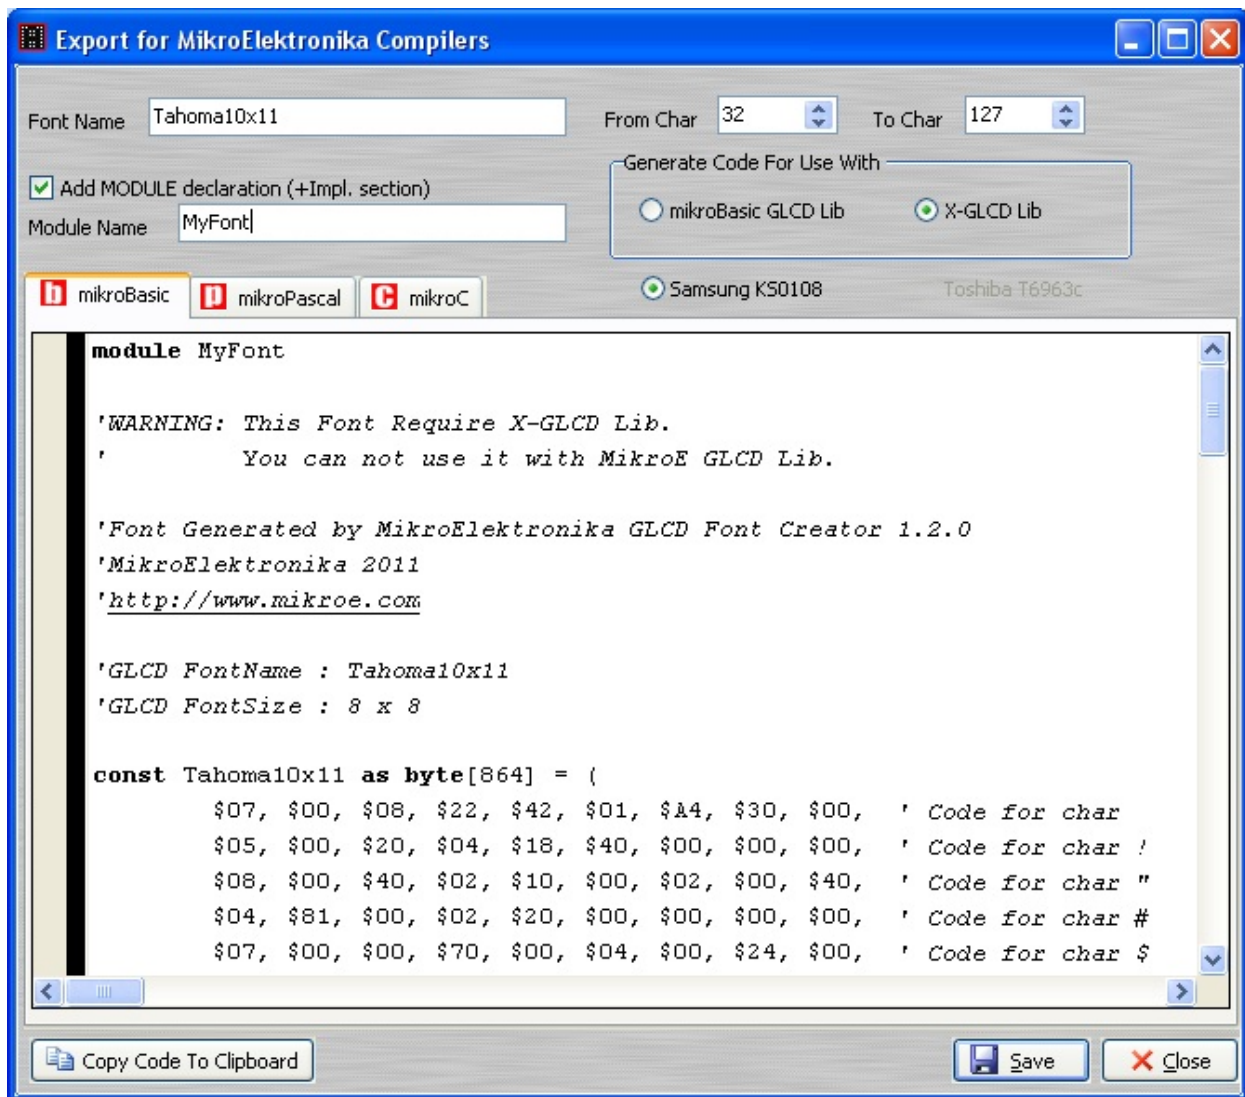 Export for MikroElektronika Compilers
Font Name Tahoma10x11 From Char 32 To Char 127
Generate Code For Use With
Add MODULE declaration (+Impl. section)
mikroBasic GLCD Lib X-GLCD Lib
Module Name MyFont
mikroBasic mikroPascal mikroC Samsung KS0108 Toshiba T6963c
module MyFont
'WARNING: This Font Require X-GLCD Lib.
' You can not use it with MikroE GLCD Lib.
'Font Generated by MikroElektronika GLCD Font Creator 1.2.0
'MikroElektronika 2011
'http://www.mikroe.com
'GLCD FontName : Tahoma10x11
'GLCD FontSize : 8 x 8
const Tahoma10x11 as byte[864] = (
$07, $00, $08, $22, $42, $01, $A4, $30, $00, ' Code for char
$05, $00, $20, $04, $18, $40, $00, $00, $00, ' Code for char !
$08, $00, $40, $02, $10, $00, $02, $00, $40, ' Code for char "
$04, $81, $00, $02, $20, $00, $00, $00, $00, ' Code for char #
$07, $00, $00, $70, $00, $04, $00, $24, $00, ' Code for char $
Copy Code To Clipboard Save Close